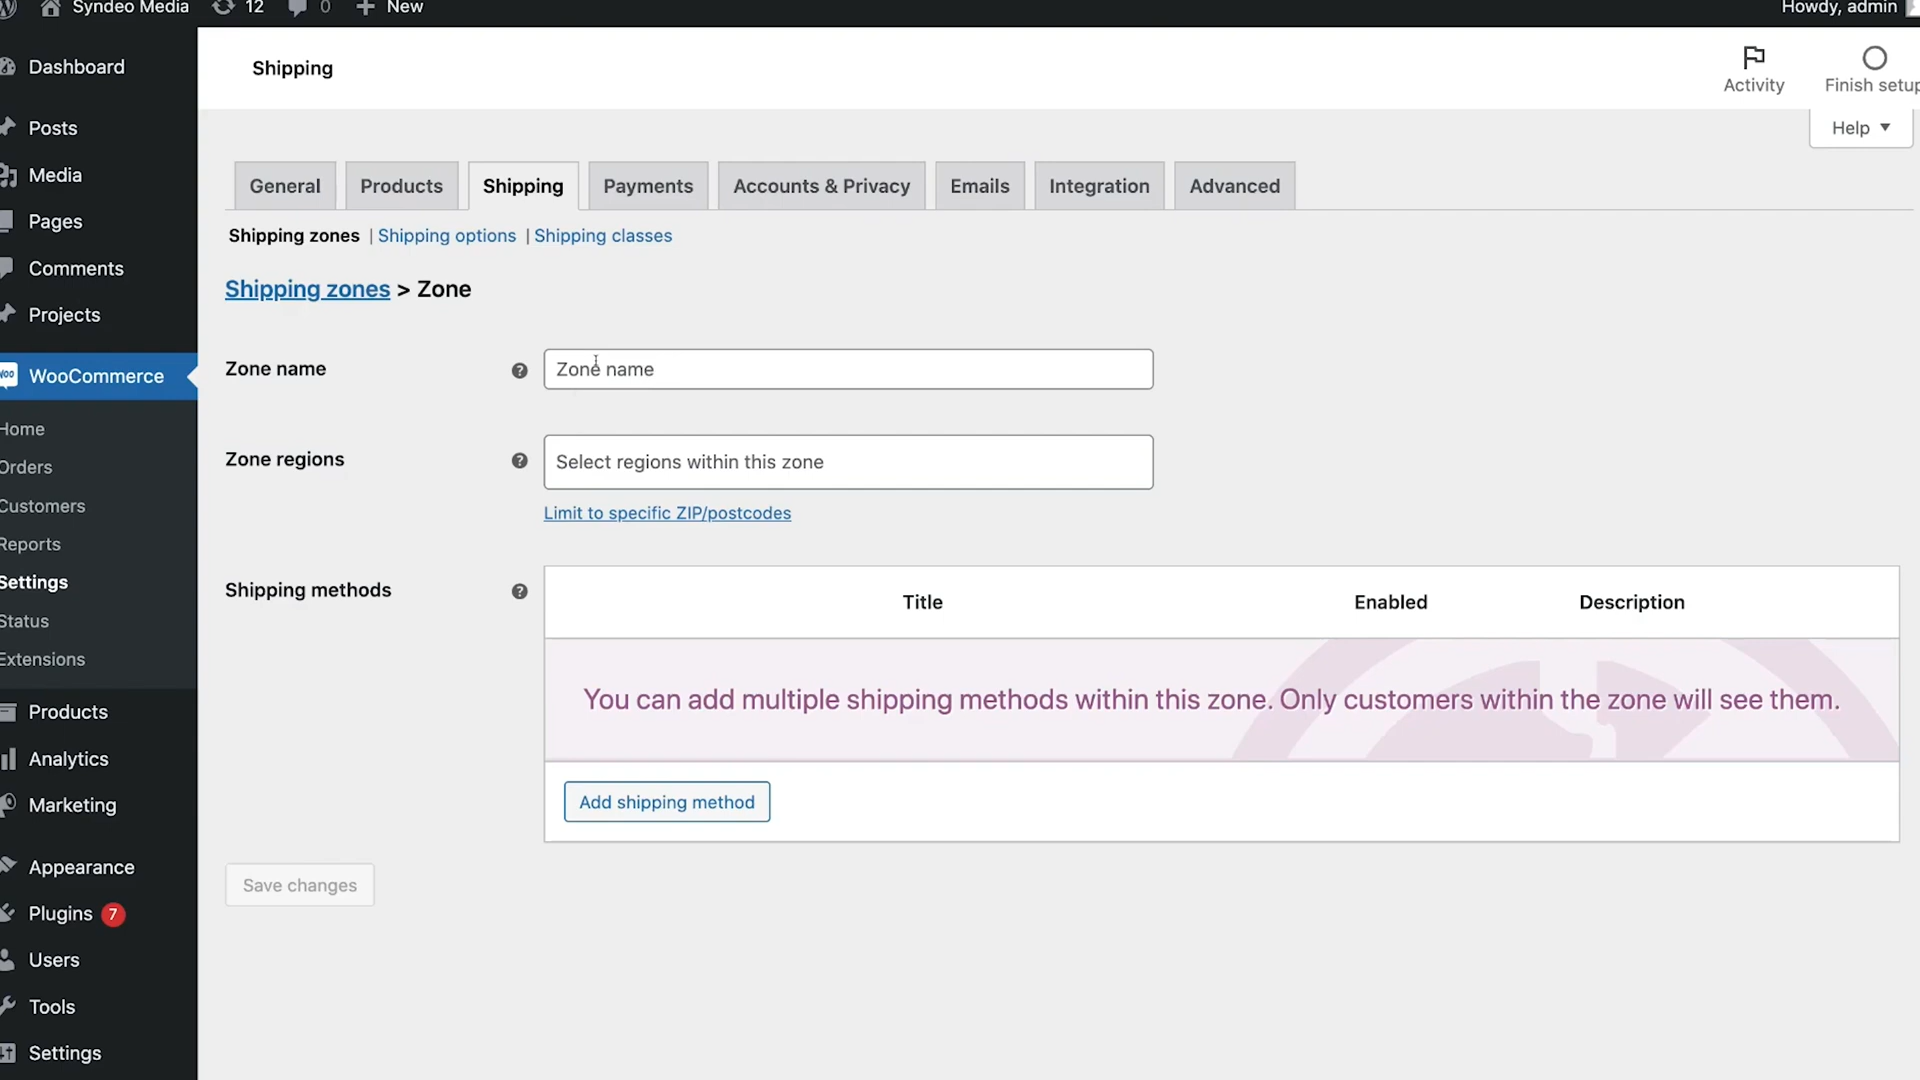 Syndeo Media 12 0 + New Howdy, admin
Dashboard
Posts
Media
Pages
Comments
Projects
WooCommerce
Home
Orders
Customers
Reports
Settings
Status
Extensions
Products
Analytics
Marketing
Appearance
Plugins 7
Users
Tools
Settings
Shipping
Activity
Finish setup
Help
General Products Shipping Payments Accounts & Privacy Emails Integration Advanced
Shipping zones | Shipping options | Shipping classes
Shipping zones > Zone
Zone name ? Zone name
Zone regions ? Select regions within this zone
Limit to specific ZIP/postcodes
Shipping methods ? Title Enabled Description
You can add multiple shipping methods within this zone. Only customers within the zone will see them.
Add shipping method
Save changes